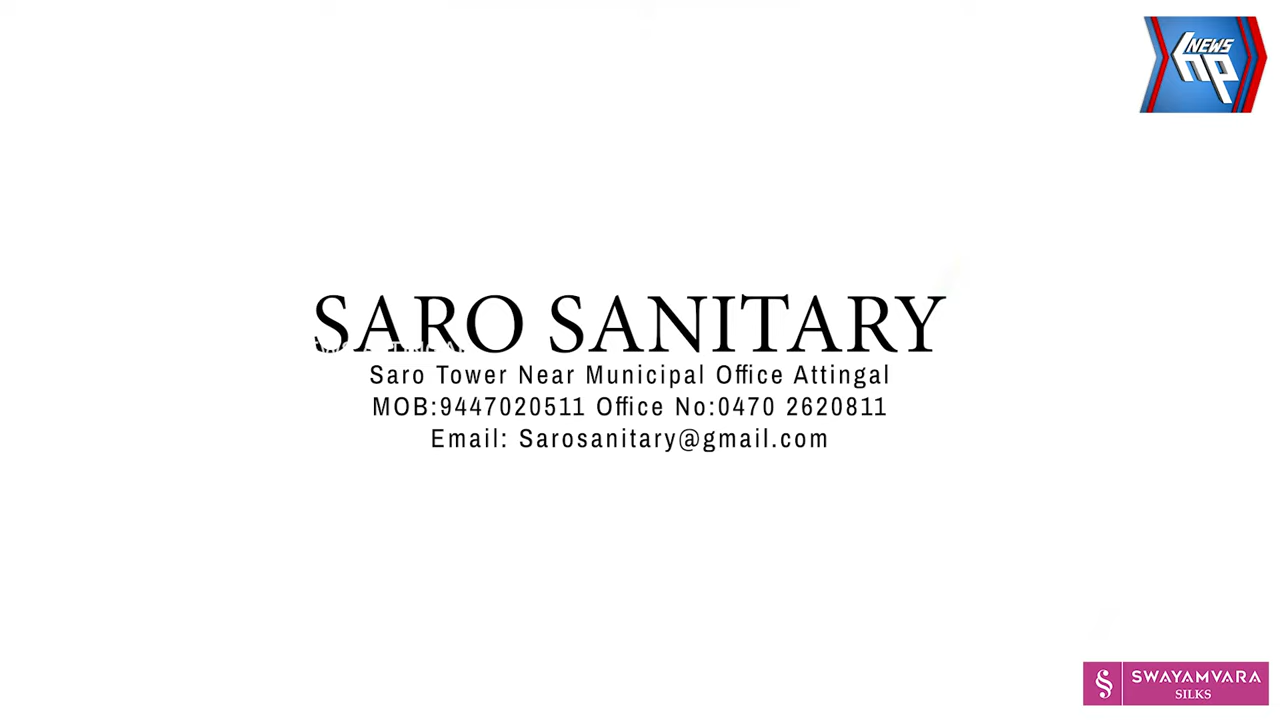 NEWS
np
SARO SANITARY
Saro Tower Near Municipal Office Attingal
MOB:9447020511 Office No:0470 2620811
Email: Sarosanitary@gmail.com
SWAYAMVARA
SILKS